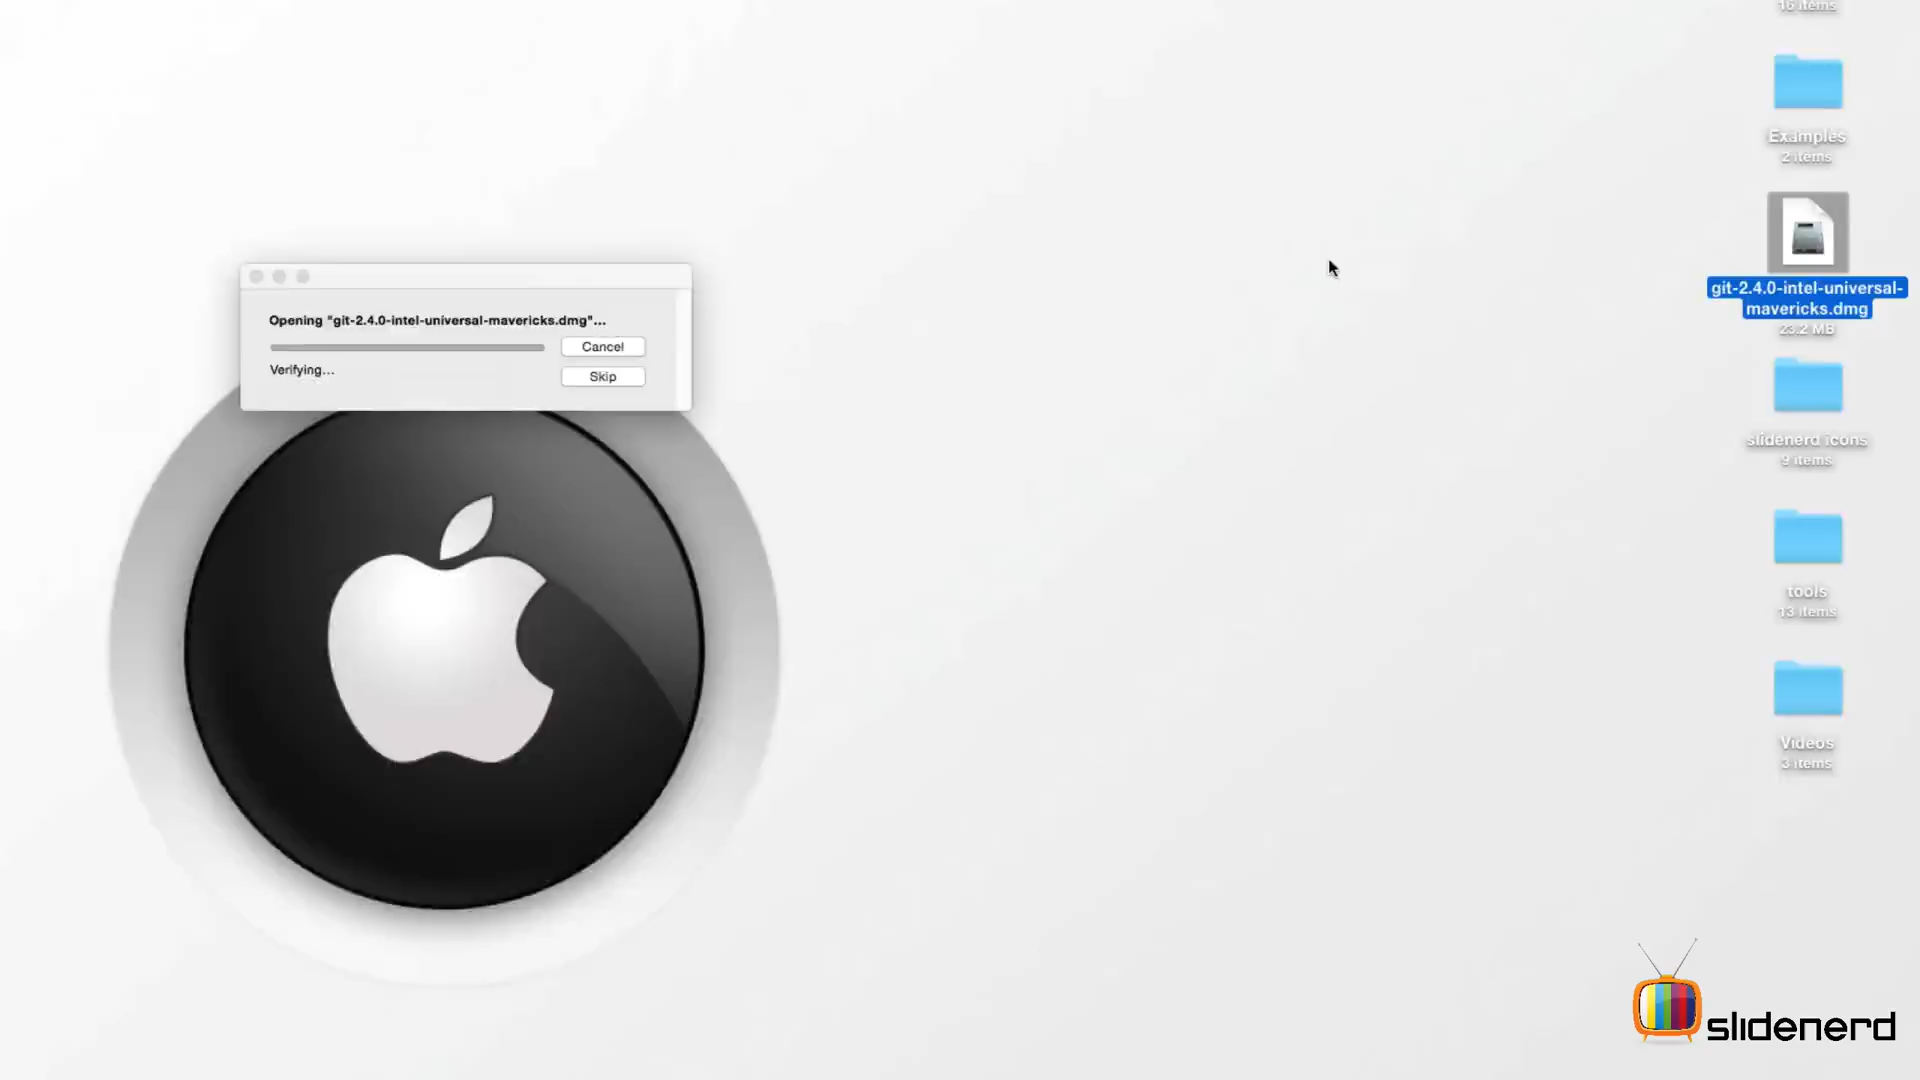 16 items
Examples
2 items
git-2.4.0-intel-universal-
mavericks.dmg
23.2 MB
Opening "git-2.4.0-intel-universal-mavericks.dmg"...
Cancel
Verifying...
Skip
slidenerd icons
9 items
tools
13 items
Videos
3 items
slidenerd